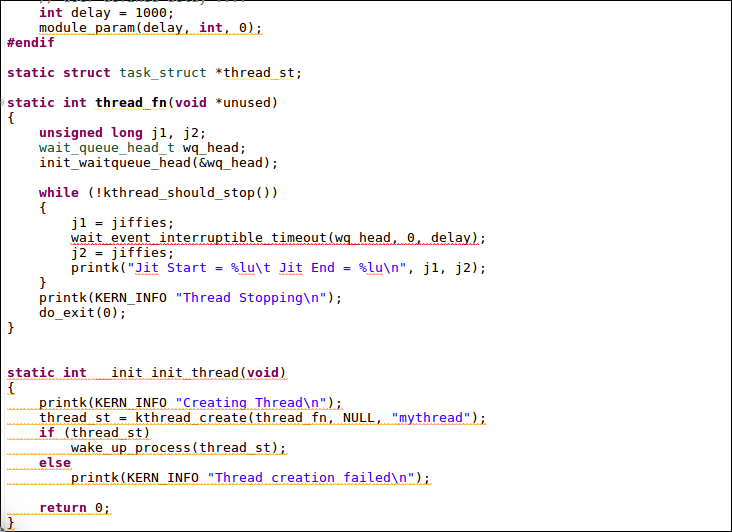 int delay = 1000;
    module_param(delay, int, 0);
#endif
static struct task_struct *thread_st;
static int thread_fn(void *unused)
{
    unsigned long j1, j2;
    wait_queue_head_t wq_head;
    init_waitqueue_head(&wq_head);
    while (!kthread_should_stop())
    {
        j1 = jiffies;
        wait_event_interruptible_timeout(wq_head, 0, delay);
        j2 = jiffies;
        printk("Jit Start = %lu\t Jit End = %lu\n", j1, j2);
    }
    printk(KERN_INFO "Thread Stopping\n");
    do_exit(0);
}
static int __init init_thread(void)
{
    printk(KERN_INFO "Creating Thread\n");
    thread_st = kthread_create(thread_fn, NULL, "mythread");
    if (thread_st)
        wake_up_process(thread_st);
    else
        printk(KERN_INFO "Thread creation failed\n");
    return 0;
}